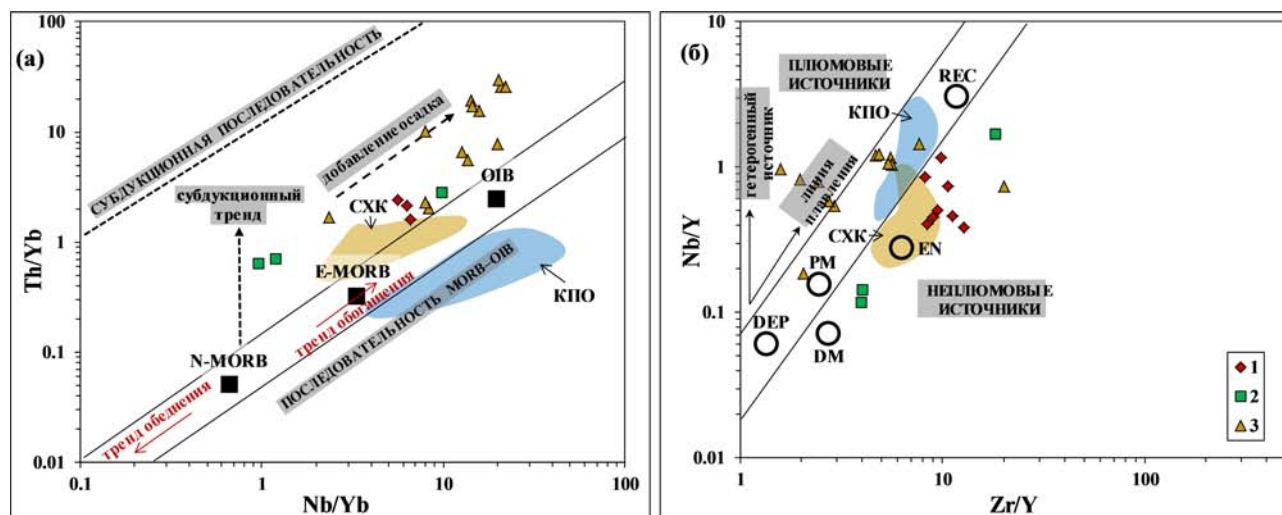 (а)
100
10
1
0.1
0.01
0.1
1
10
100
Th/Yb
Nb/Yb
СУБДУКЦИОННАЯ ПОСЛЕДОВАТЕЛЬНОСТЬ
добавление осадка
субдукционный
тренд
СХК
OIB
E-MORB
КПО
N-MORB
тренд обогащения
тренд обеднения
ПОСЛЕДОВАТЕЛЬНОСТЬ MORB–OIB
(б)
10
1
0.1
0.01
1
10
100
Nb/Y
Zr/Y
ПЛЮМОВЫЕ
ИСТОЧНИКИ
REC
КПО
гетерогенный
источник
линия
плавления
СХК
EN
PM
НЕПЛЮМОВЫЕ
ИСТОЧНИКИ
DEP
DM
1
2
3